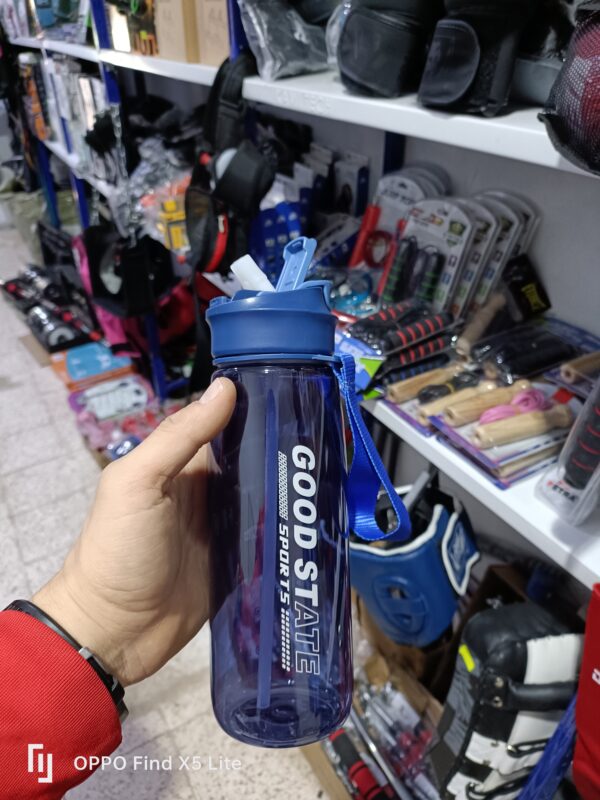 GOOD STATE
SPORTS
OPPO Find X5 Lite